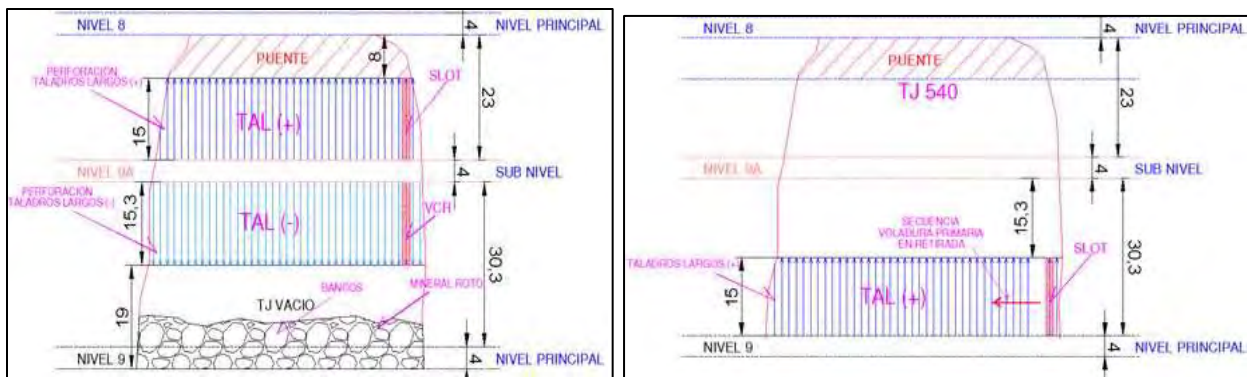 NIVEL 8
4
NIVEL PRINCIPAL
PUENTE
8
PERFORACION
TALADROS LARGOS (+)
SLOT
23
TAL (+)
15
NIVEL 9A
4
SUB NIVEL
PERFORACION
TALADROS LARGOS (-)
15,3
TAL (-)
VCR
30,3
TJ VACIO
BANCOS
MINERAL ROTO
19
NIVEL 9
4
NIVEL PRINCIPAL
NIVEL 8
4
NIVEL PRINCIPAL
PUENTE
TJ 540
23
NIVEL 9A
4
SUB NIVEL
15,3
SECUENCIA
VOLADURA PRIMARIA
EN RETIRADA
SLOT
30,3
TALADROS LARGOS (+)
15
TAL (+)
NIVEL 9
4
NIVEL PRINCIPAL